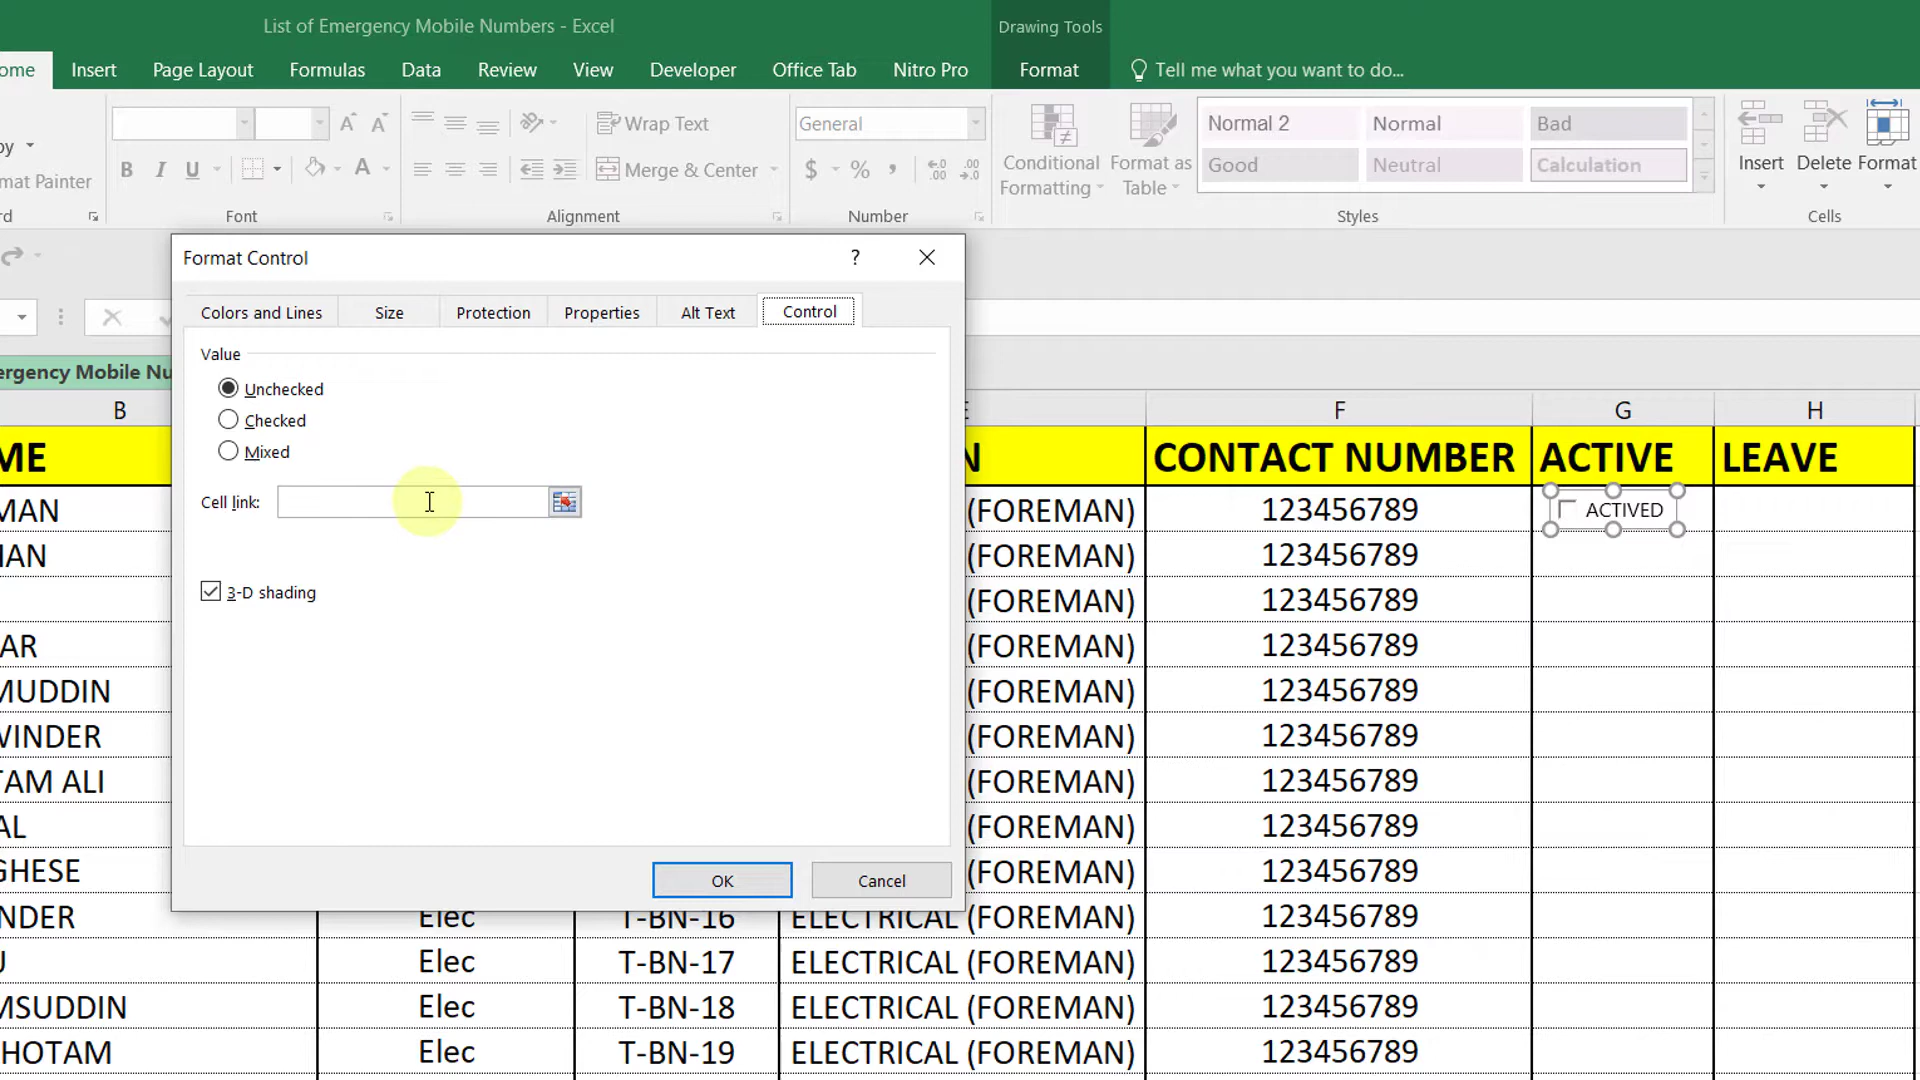 List of Emergency Mobile Numbers - Excel
Drawing Tools
ome Insert Page Layout Formulas Data Review View Developer Office Tab Nitro Pro Format Tell me what you want to do...
py
mat Painter
rd
B I U
Font
Wrap Text
Merge & Center
Alignment
General
$ % ,
Number
Conditional Formatting
Format as Table
Normal 2 Normal Bad
Good Neutral Calculation
Styles
Insert Delete Format
Cells
Format Control ?
Colors and Lines Size Protection Properties Alt Text Control
Value
Unchecked
Checked
Mixed
Cell link:
3-D shading
OK Cancel
ergency Mobile Nu
B E F G H
ME N CONTACT NUMBER ACTIVE LEAVE
MAN (FOREMAN) 123456789 ACTIVED
IAN (FOREMAN) 123456789
(FOREMAN) 123456789
AR (FOREMAN) 123456789
MUDDIN (FOREMAN) 123456789
VINDER (FOREMAN) 123456789
TAM ALI (FOREMAN) 123456789
AL (FOREMAN) 123456789
GHESE (FOREMAN) 123456789
NDER Elec T-BN-16 ELECTRICAL (FOREMAN) 123456789
U Elec T-BN-17 ELECTRICAL (FOREMAN) 123456789
MSUDDIN Elec T-BN-18 ELECTRICAL (FOREMAN) 123456789
HOTAM Elec T-BN-19 ELECTRICAL (FOREMAN) 123456789